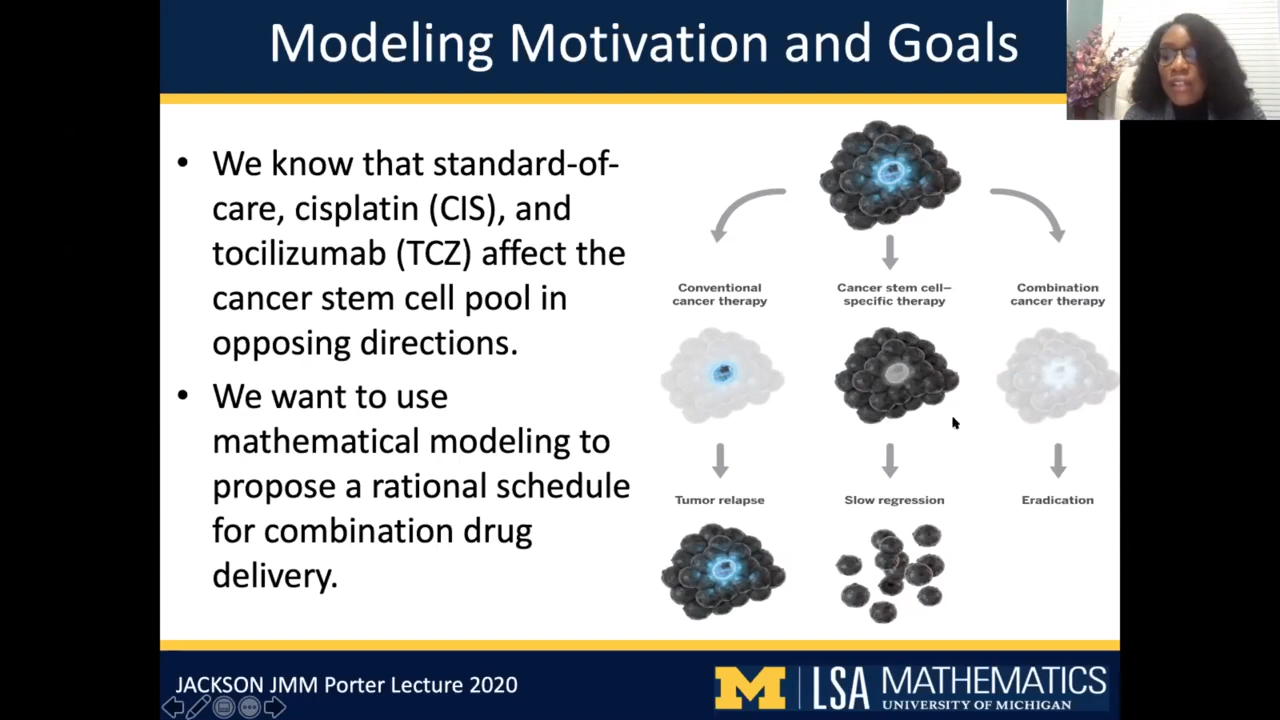 Modeling Motivation and Goals
• We know that standard-of-
care, cisplatin (CIS), and
tocilizumab (TCZ) affect the
cancer stem cell pool in
opposing directions.
• We want to use
mathematical modeling to
propose a rational schedule
for combination drug
delivery.
Conventional
cancer therapy
Cancer stem cell–
specific therapy
Combination
cancer therapy
Tumor relapse
Slow regression
Eradication
JACKSON JMM Porter Lecture 2020
M LSA MATHEMATICS
UNIVERSITY OF MICHIGAN